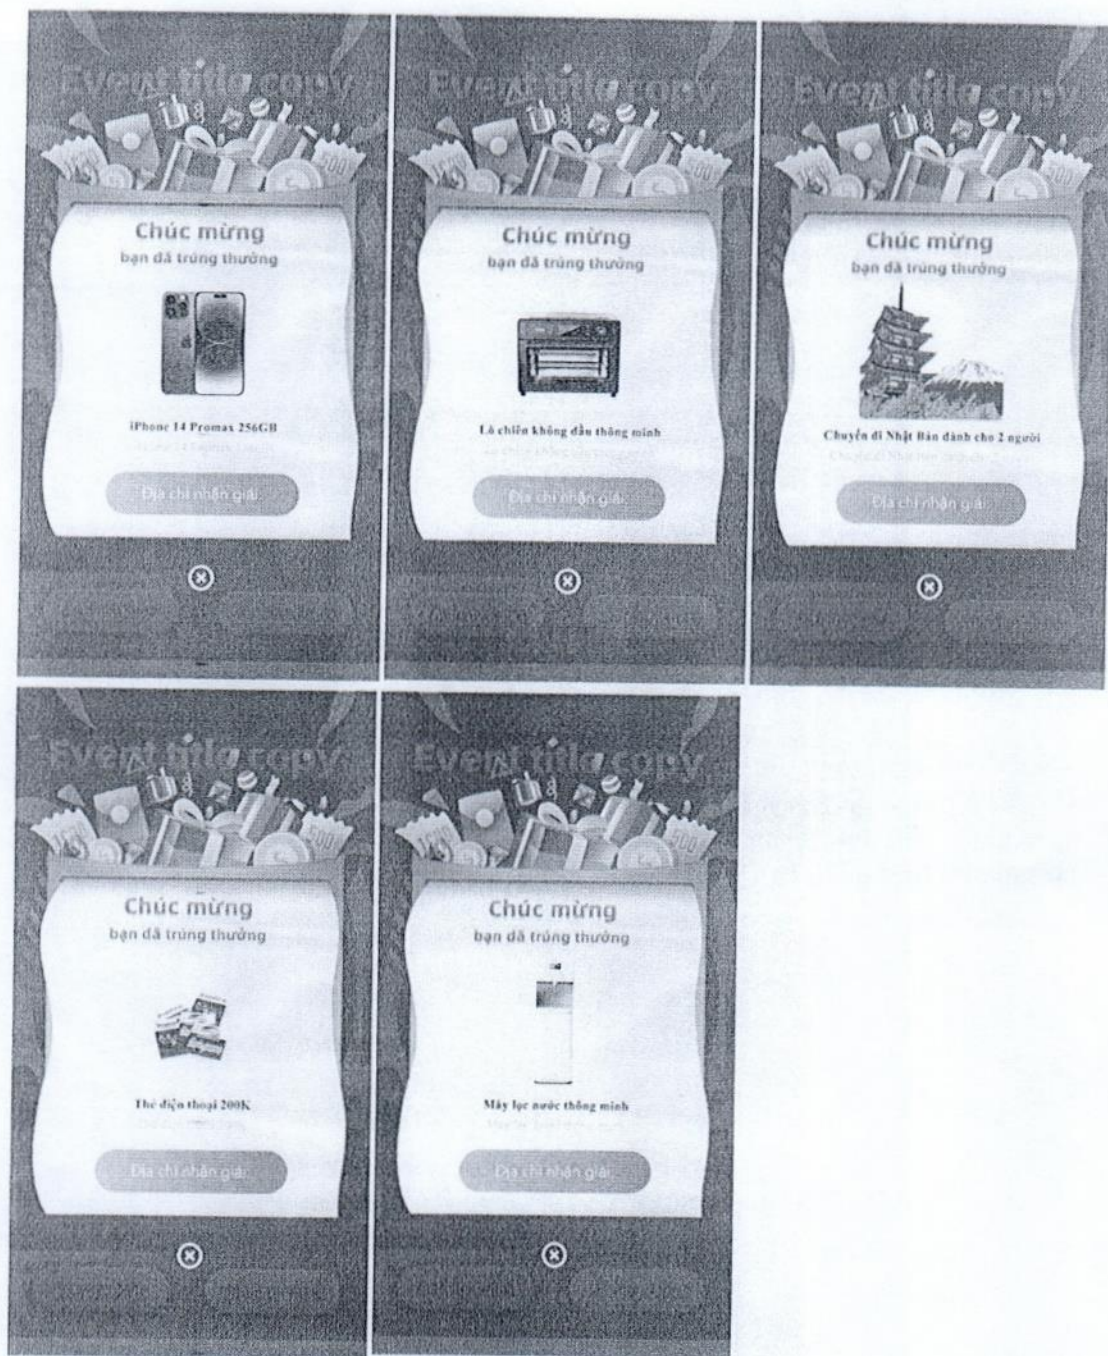 Event title copy
Chúc mừng
bạn đã trúng thưởng
iPhone 14 Promax 256GB
Địa chỉ nhận giải
Event title copy
Chúc mừng
bạn đã trúng thưởng
Lò chiên không dầu thông minh
Địa chỉ nhận giải
Event title copy
Chúc mừng
bạn đã trúng thưởng
Chuyến đi Nhật Bản dành cho 2 người
Địa chỉ nhận giải
Event title copy
500
Chúc mừng
bạn đã trúng thưởng
Thẻ điện thoại 200K
Địa chỉ nhận giải
Event title copy
500
Chúc mừng
bạn đã trúng thưởng
Máy lọc nước thông minh
Địa chỉ nhận giải